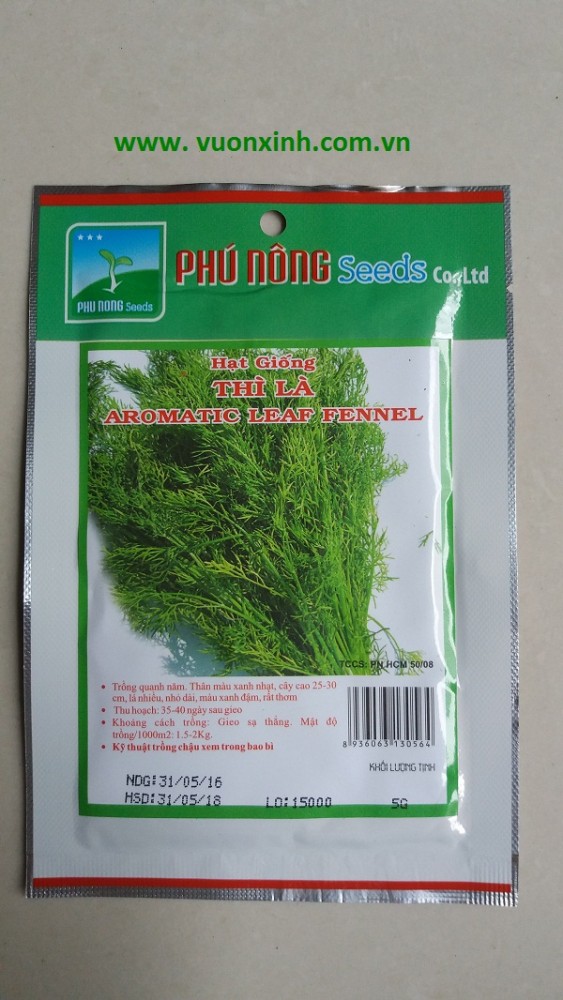 www. vuonxinh.com.vn
PHÚ NÔNG Seeds Co., Ltd
PHU NONG Seeds
Hạt Giống
THÌ LÀ
AROMATIC LEAF FENNEL
TCCS: PN.HCM 50/08
• Trồng quanh năm. Thân màu xanh nhạt, cây cao 25-30
cm, lá nhiều, nhỏ dài, màu xanh đậm, rất thơm
• Thu hoạch: 35-40 ngày sau gieo
• Khoảng cách trồng: Gieo sạ thẳng. Mật độ
trồng/1000m2: 1.5-2Kg.
• Kỹ thuật trồng chậu xem trong bao bì
8 936063 130564
KHỐI LƯỢNG TỊNH
NDG:31/05/16
HSD:31/05/18 LO:15000 5G